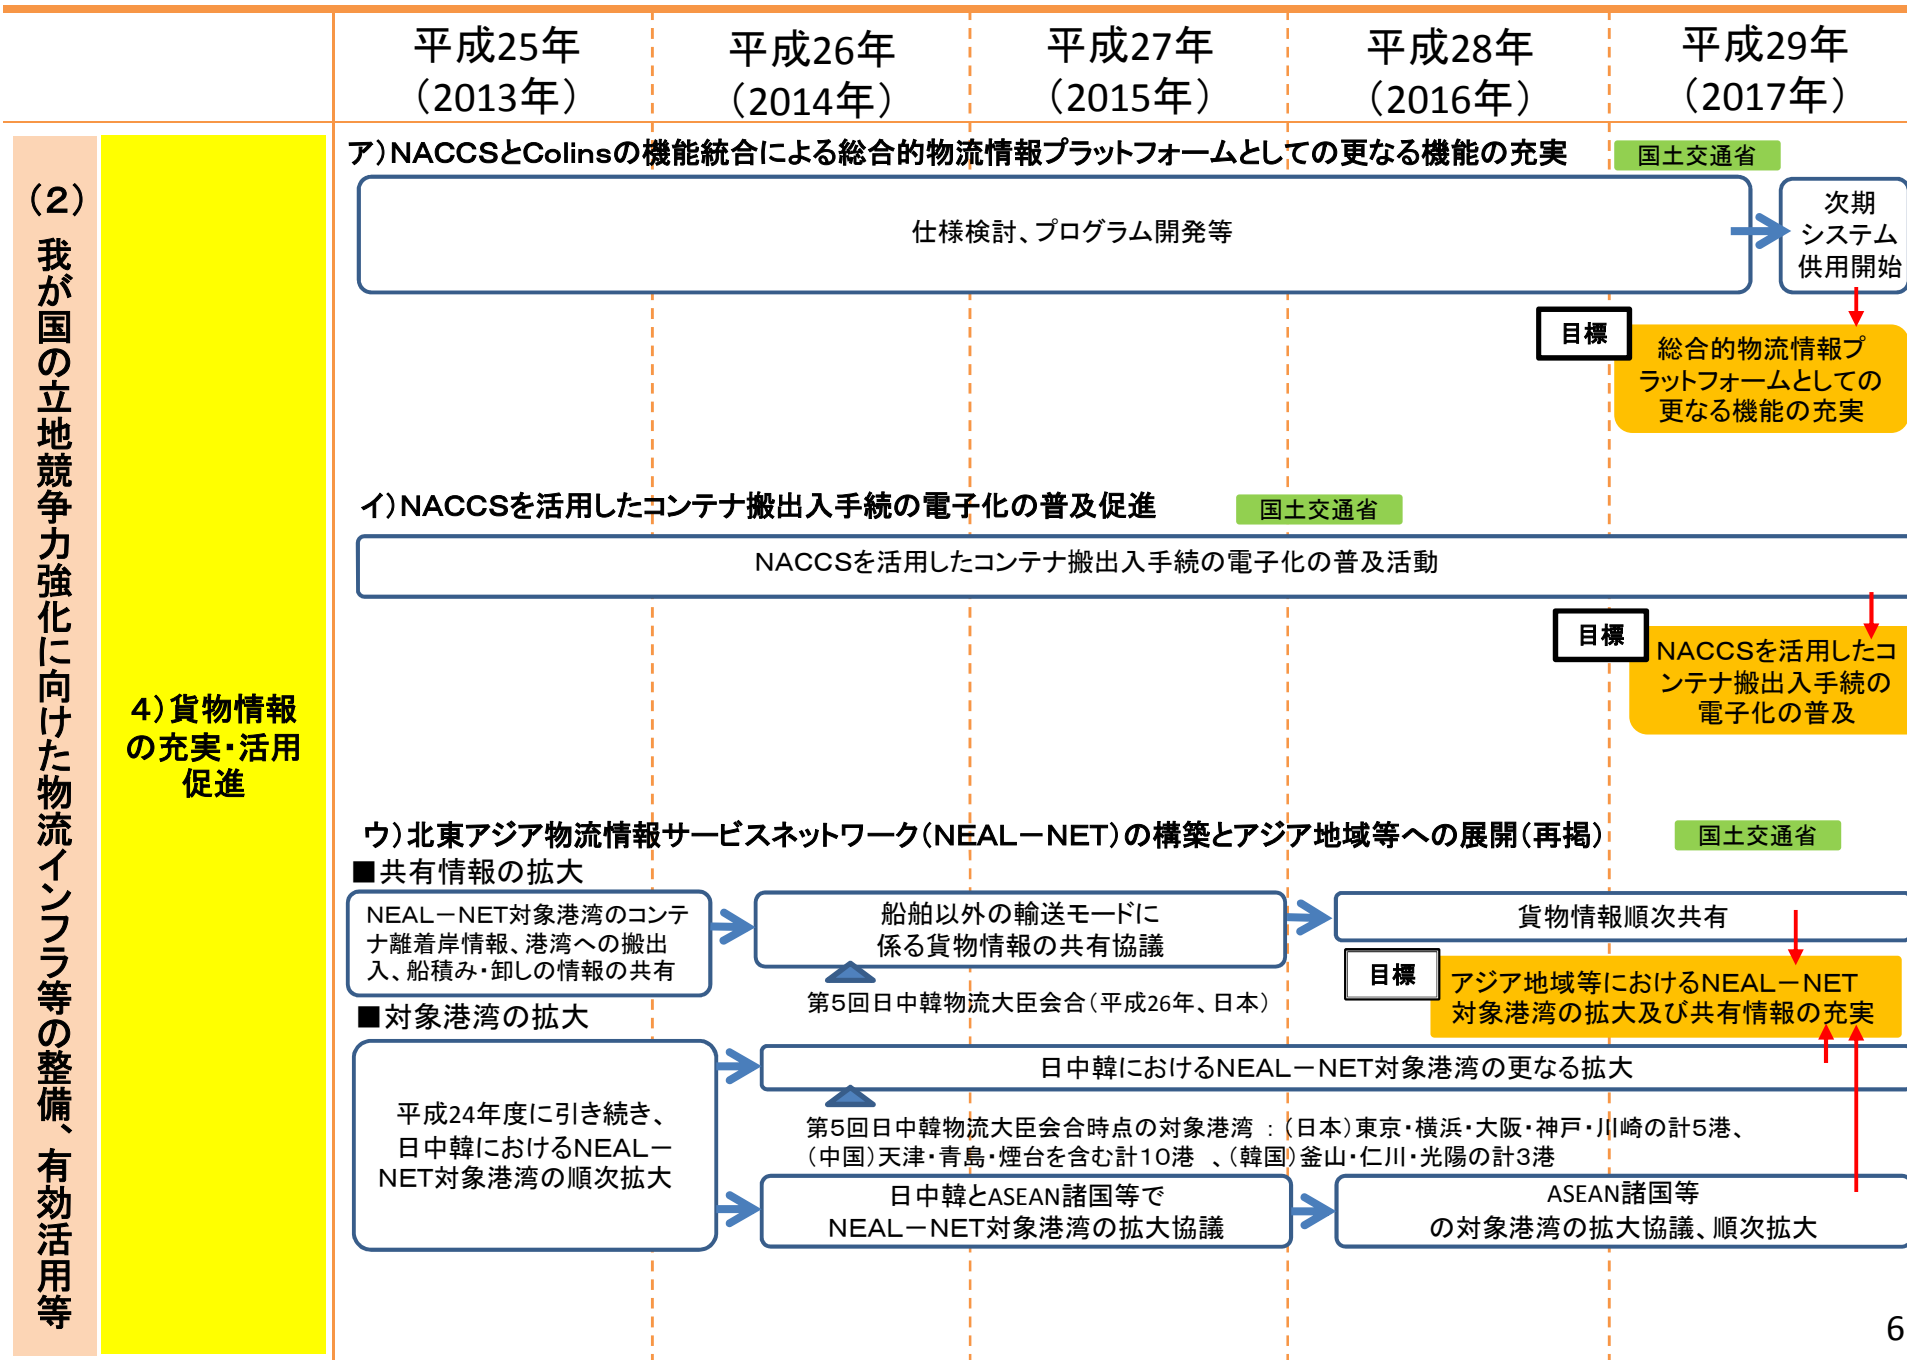 平成25年
（2013年）
平成26年
（2014年）
平成27年
（2015年）
平成28年
（2016年）
平成29年
（2017年）
（２）我が国の立地競争力強化に向けた物流インフラ等の整備、有効活用等
４）貨物情報
の充実・活用
促進
ア）NACCSとColinsの機能統合による総合的物流情報プラットフォームとしての更なる機能の充実
国土交通省
仕様検討、プログラム開発等
次期
システム
供用開始
目標
総合的物流情報プ
ラットフォームとしての
更なる機能の充実
イ）NACCSを活用したコンテナ搬出入手続の電子化の普及促進
国土交通省
NACCSを活用したコンテナ搬出入手続の電子化の普及活動
目標
NACCSを活用したコ
ンテナ搬出入手続の
電子化の普及
ウ）北東アジア物流情報サービスネットワーク（NEAL－NET）の構築とアジア地域等への展開（再掲）
国土交通省
■共有情報の拡大
NEAL－NET対象港湾のコンテ
ナ離着岸情報、港湾への搬出
入、船積み・卸しの情報の共有
船舶以外の輸送モードに
係る貨物情報の共有協議
貨物情報順次共有
第５回日中韓物流大臣会合（平成26年、日本）
目標
アジア地域等におけるNEAL－NET
対象港湾の拡大及び共有情報の充実
■対象港湾の拡大
平成24年度に引き続き、
日中韓におけるNEAL－
NET対象港湾の順次拡大
日中韓におけるNEAL－NET対象港湾の更なる拡大
第５回日中韓物流大臣会合時点の対象港湾 ：（日本）東京・横浜・大阪・神戸・川崎の計５港、
（中国）天津・青島・煙台を含む計１０港 、（韓国）釜山・仁川・光陽の計３港
日中韓とASEAN諸国等で
NEAL－NET対象港湾の拡大協議
ASEAN諸国等
の対象港湾の拡大協議、順次拡大
6